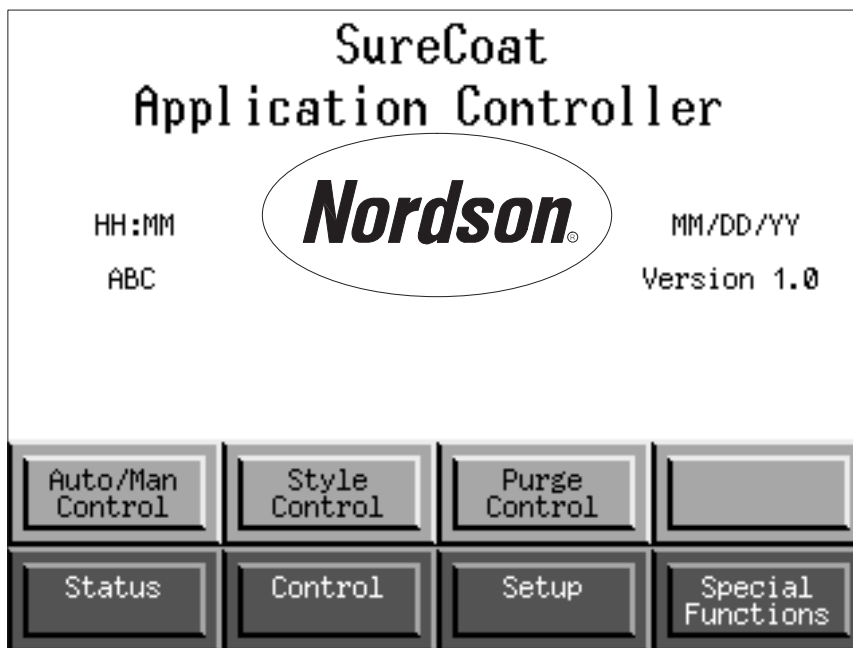 SureCoat
Application Controller
Nordson®
HH:MM
MM/DD/YY
ABC
Version 1.0
Auto/Man
Control
Style
Control
Purge
Control
Status
Control
Setup
Special
Functions